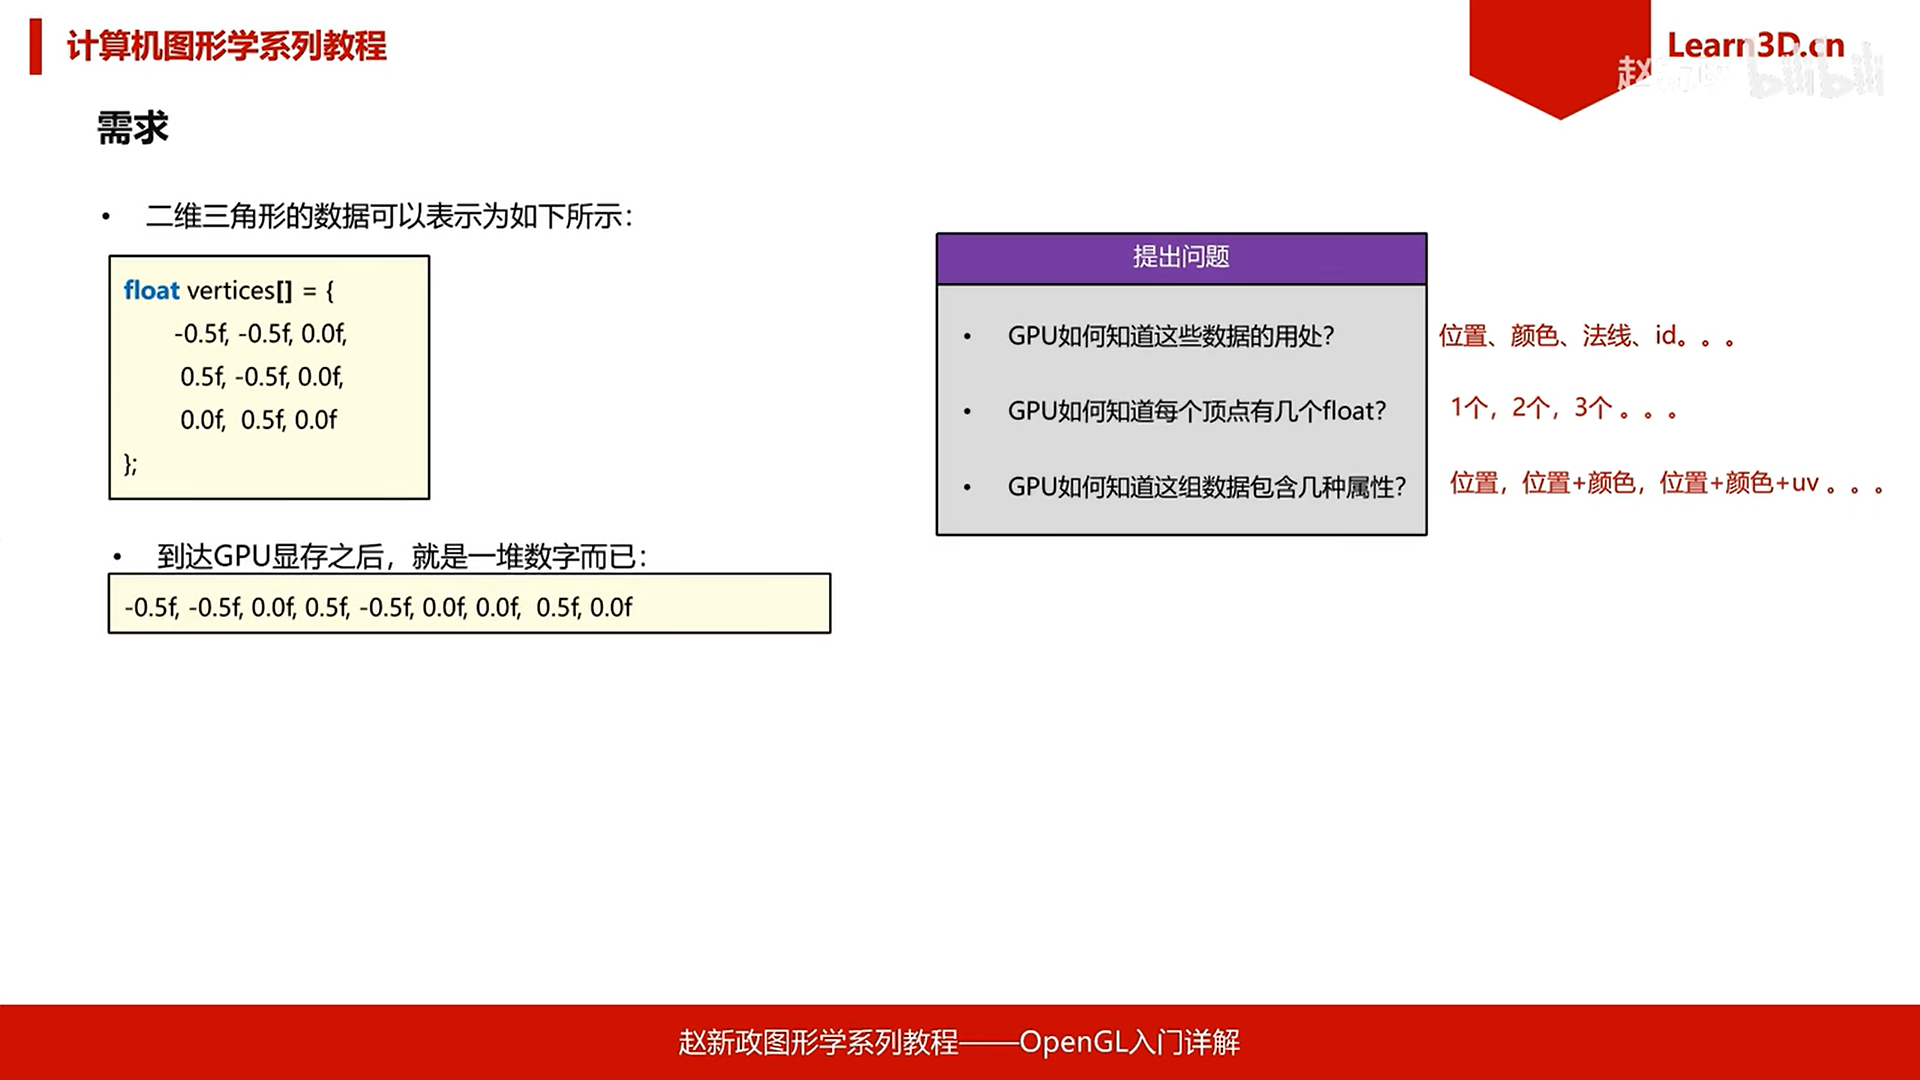 计算机图形学系列教程
Learn3D.cn
bilibili
需求
• 二维三角形的数据可以表示为如下所示：
float vertices[] = {
-0.5f, -0.5f, 0.0f,
0.5f, -0.5f, 0.0f,
0.0f, 0.5f, 0.0f
};
• 到达GPU显存之后，就是一堆数字而已：
-0.5f, -0.5f, 0.0f, 0.5f, -0.5f, 0.0f, 0.0f, 0.5f, 0.0f
提出问题
• GPU如何知道这些数据的用处？
位置、颜色、法线、id。。。
• GPU如何知道每个顶点有几个float？
1个，2个，3个 。。。
• GPU如何知道这组数据包含几种属性？
位置，位置+颜色，位置+颜色+uv 。。。
赵新政图形学系列教程——OpenGL入门详解